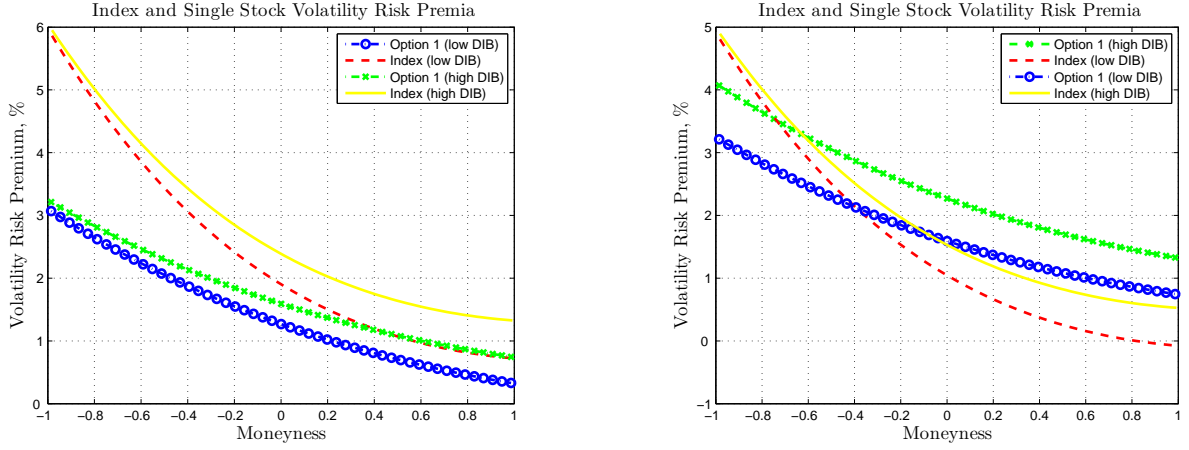 Index and Single Stock Volatility Risk Premia
6
5
4
3
2
1
0
Volatility Risk Premium, %
Option 1 (low DIB)
Index (low DIB)
Option 1 (high DIB)
Index (high DIB)
−1 −0.8 −0.6 −0.4 −0.2 0 0.2 0.4 0.6 0.8 1
Moneyness
Index and Single Stock Volatility Risk Premia
5
4
3
2
1
0
−1
Volatility Risk Premium, %
Option 1 (high DIB)
Index (low DIB)
Option 1 (low DIB)
Index (high DIB)
−1 −0.8 −0.6 −0.4 −0.2 0 0.2 0.4 0.6 0.8 1
Moneyness